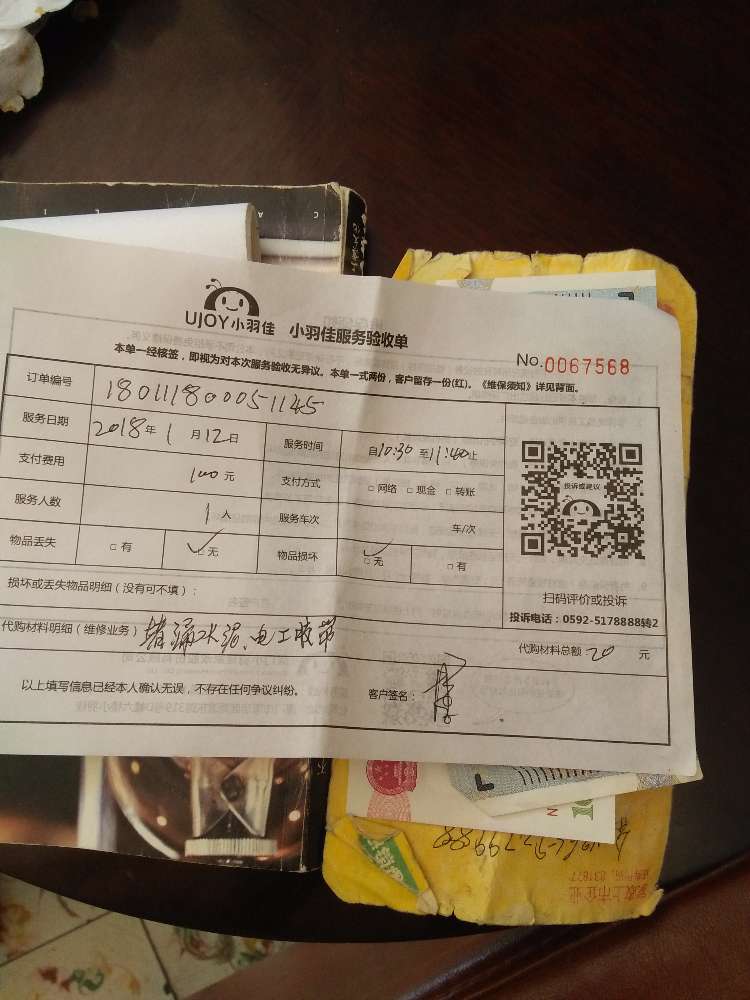 UJOY小羽佳 小羽佳服务验收单
本单一经核签，即视为对本次服务验收无异议。本单一式两份，客户留存一份(红)。《维保须知》详见背面。
No.0067568
订单编号 180111800051145
服务日期 2018年1月12日 服务时间 自10:30至11:40止
支付费用 100元 支付方式 □网络 □现金 □转账
服务人数 1人 服务车次 车/次
物品丢失 □有 □无 物品损坏 □无 □有
投诉或建议
扫码评价或投诉
投诉电话：0592-5178888转2
损坏或丢失物品明细（没有可不填）：
代购材料明细（维修业务） 堵漏水泥、电工胶带
代购材料总额 20 元
以上填写信息已经本人确认无误，不存在任何争议纠纷。 客户签名：